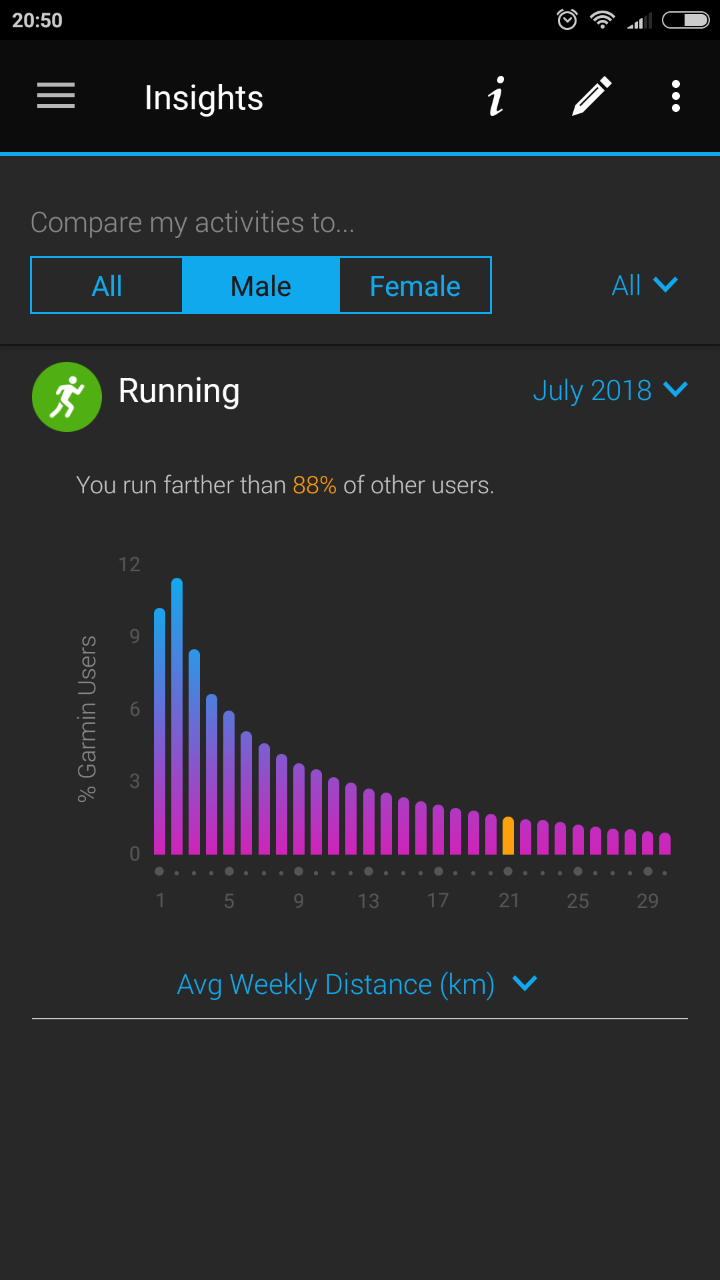 20:50
Insights
Compare my activities to...
All Male Female All
Running July 2018
You run farther than 88% of other users.
12
9
6
3
0
% Garmin Users
1 5 9 13 17 21 25 29
Avg Weekly Distance (km)